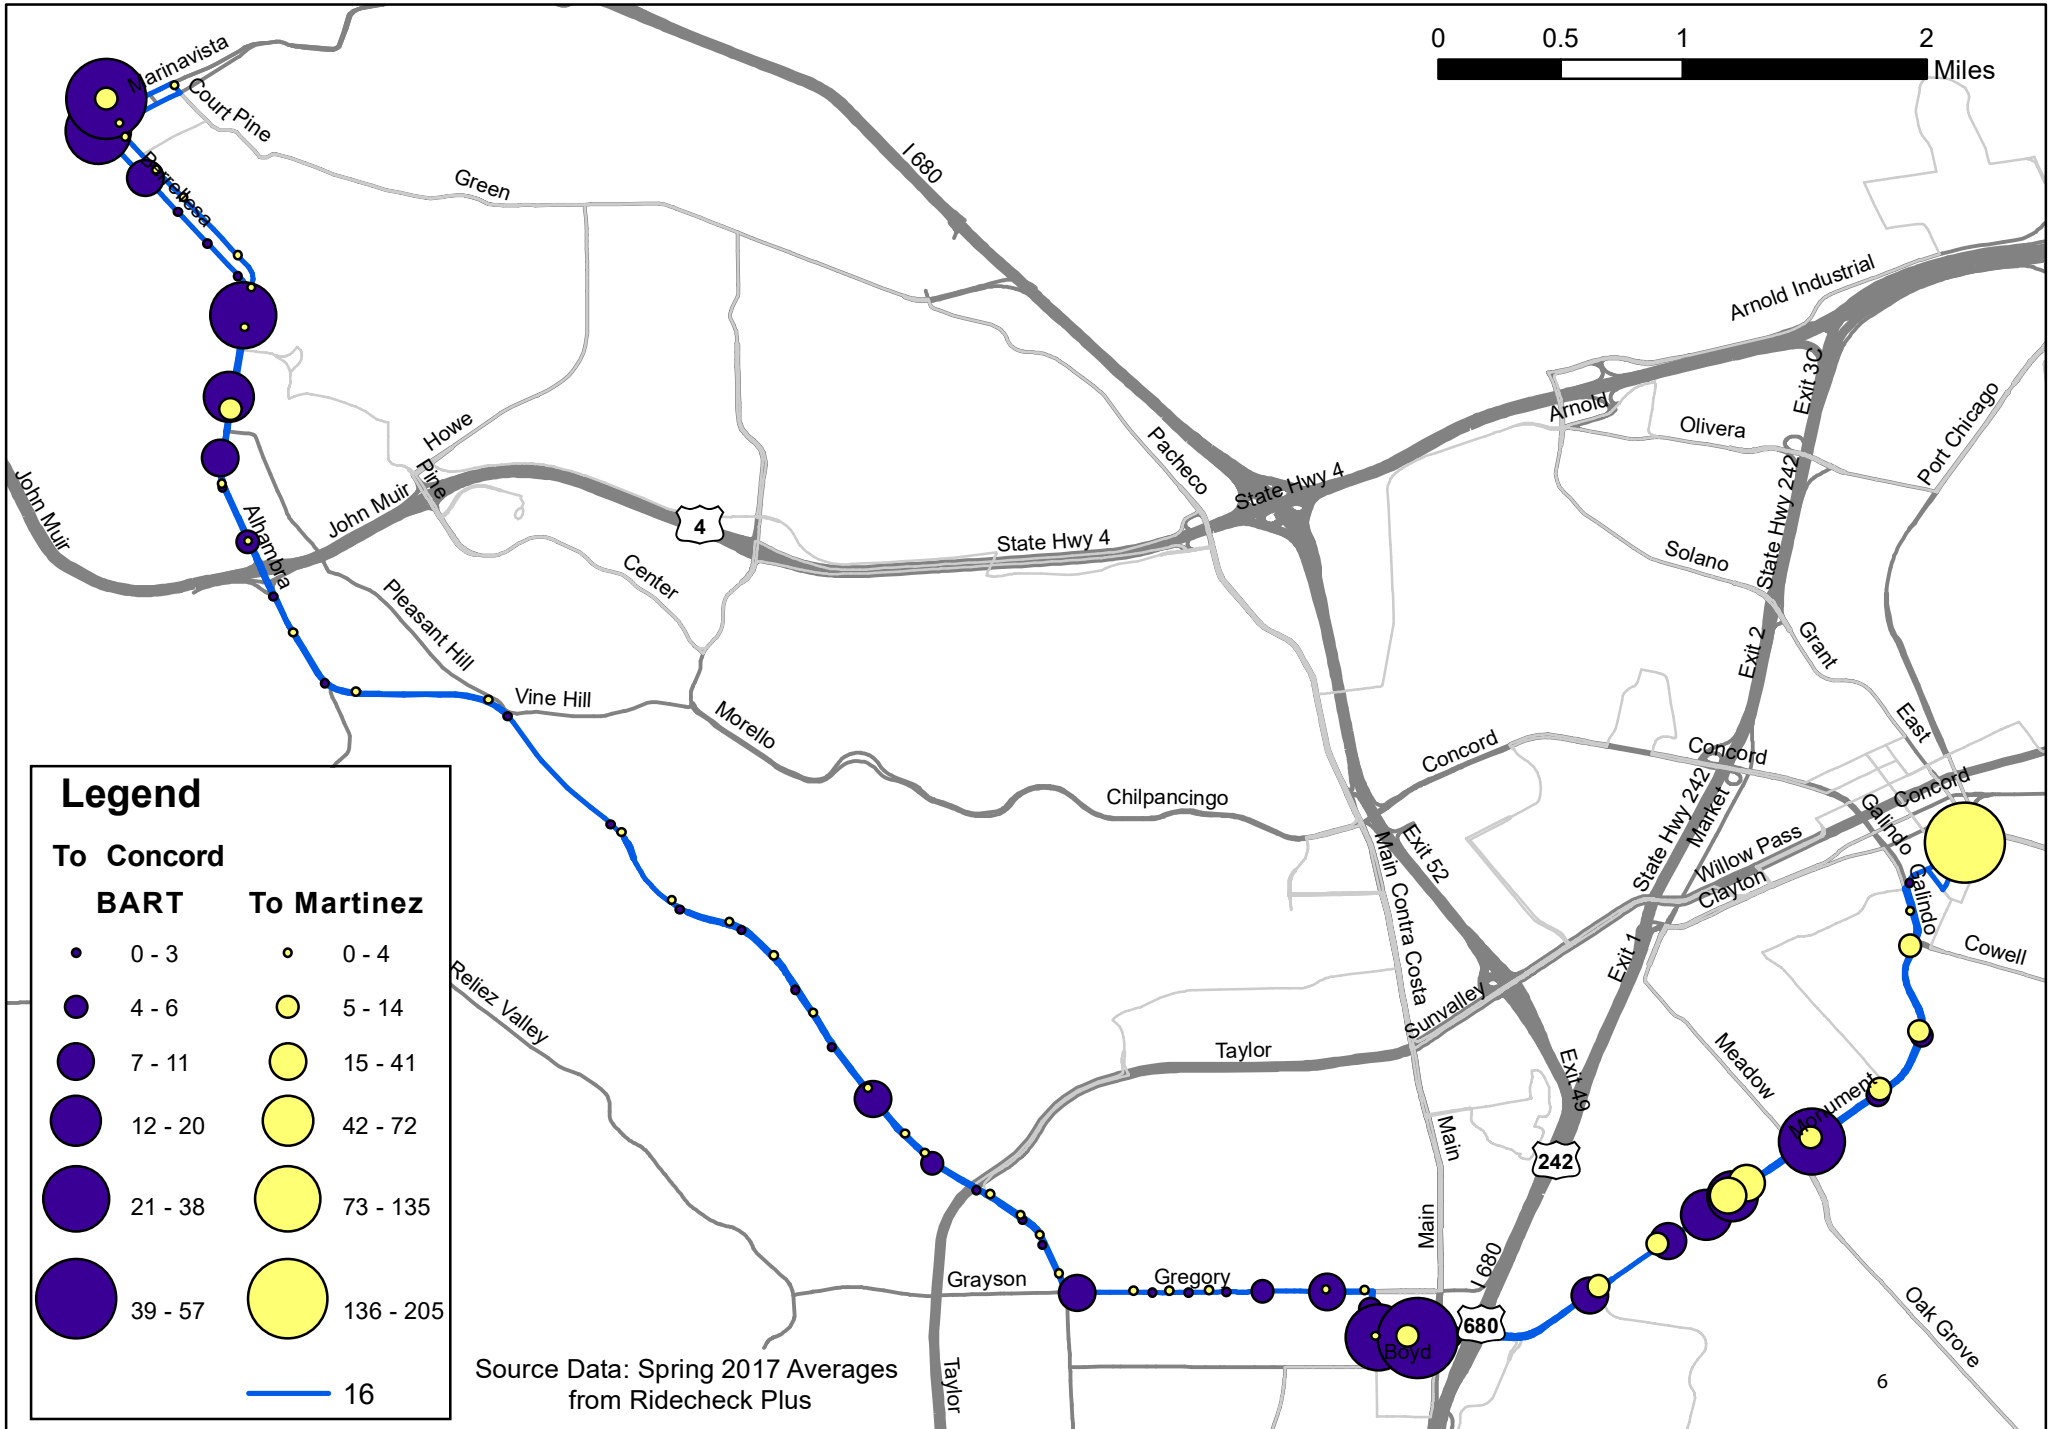 0 0.5 1 2
Miles
Marinavista
Court
Pine
Berrellesa
Green
I 680
Arnold Industrial
Exit 3C
Arnold
Olivera
Port Chicago
Howe
Pine
Pacheco
State Hwy 4
John Muir
John Muir
Alhambra
4
State Hwy 4
State Hwy 242
Solano
Center
Pleasant Hill
Grant
Exit 2
Vine Hill
Morello
East
Concord
Concord
Chilpancingo
Concord
State Hwy 242
Market
Galindo
Galindo
Willow Pass
Clayton
Exit 52
Main Contra Costa
Exit 1
Cowell
Sunvalley
Reliez Valley
Taylor
Exit 49
Meadow
Monument
Main
242
Main
I 680
Grayson
Gregory
680
Boyd
Oak Grove
Taylor
Legend
To Concord
BART To Martinez
0 - 3 0 - 4
4 - 6 5 - 14
7 - 11 15 - 41
12 - 20 42 - 72
21 - 38 73 - 135
39 - 57 136 - 205
16
Source Data: Spring 2017 Averages
from Ridecheck Plus
6